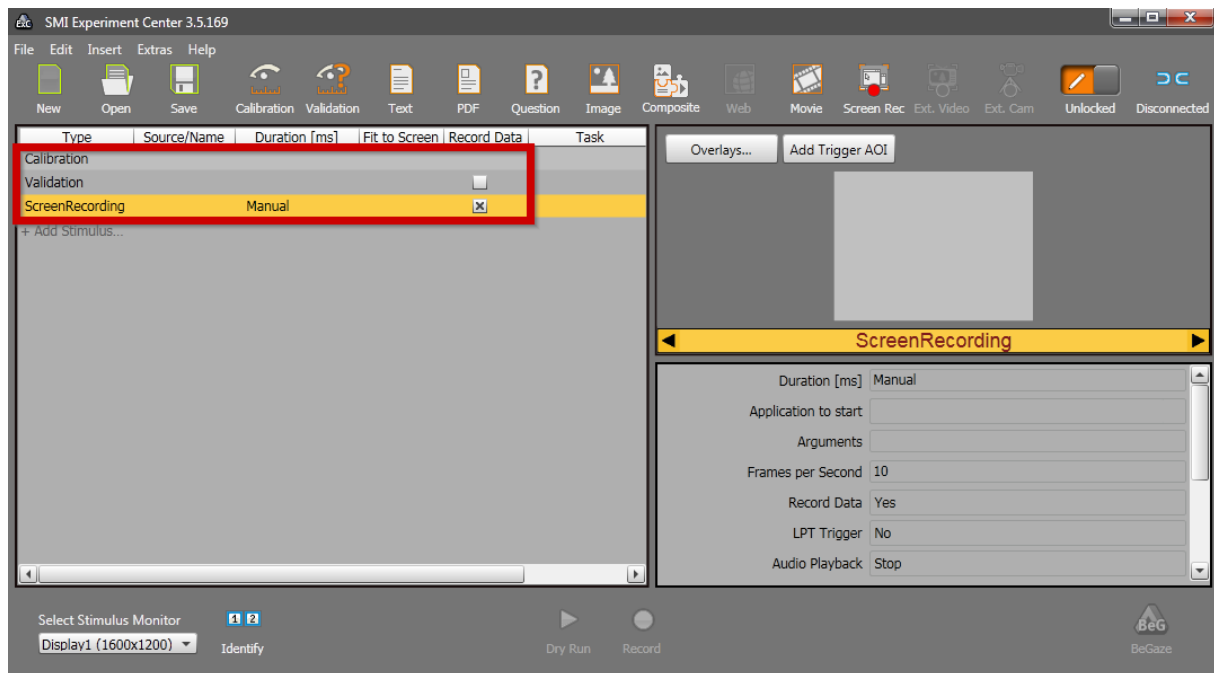 EXC SMI Experiment Center 3.5.169
File Edit Insert Extras Help
New Open Save Calibration Validation Text PDF Question Image Composite Web Movie Screen Rec Ext. Video Ext. Cam Unlocked Disconnected
Type Source/Name Duration [ms] Fit to Screen Record Data Task
Calibration
Validation
ScreenRecording Manual
+ Add Stimulus...
Overlays... Add Trigger AOI
ScreenRecording
Duration [ms] Manual
Application to start
Arguments
Frames per Second 10
Record Data Yes
LPT Trigger No
Audio Playback Stop
Select Stimulus Monitor 1 2
Display1 (1600x1200) Identify
Dry Run Record
BeG
BeGaze